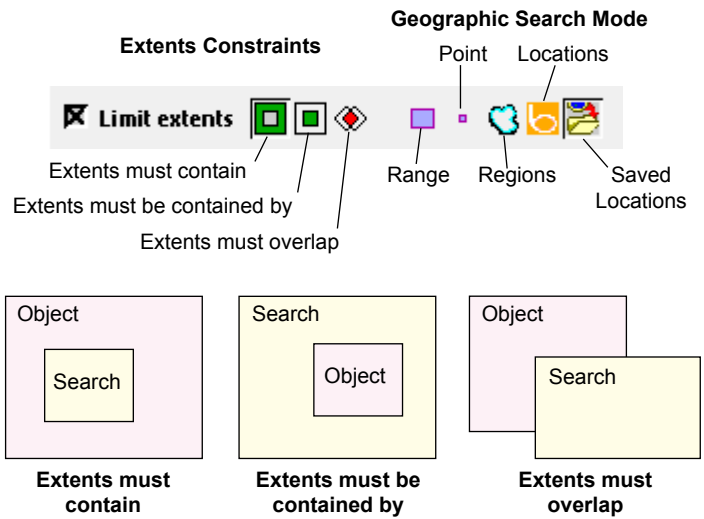 Geographic Search Mode
Extents Constraints
Point
Locations
Limit extents
Extents must contain
Range
Regions
Saved
Locations
Extents must be contained by
Extents must overlap
Object
Search
Search
Object
Object
Search
Extents must
contain
Extents must be
contained by
Extents must
overlap